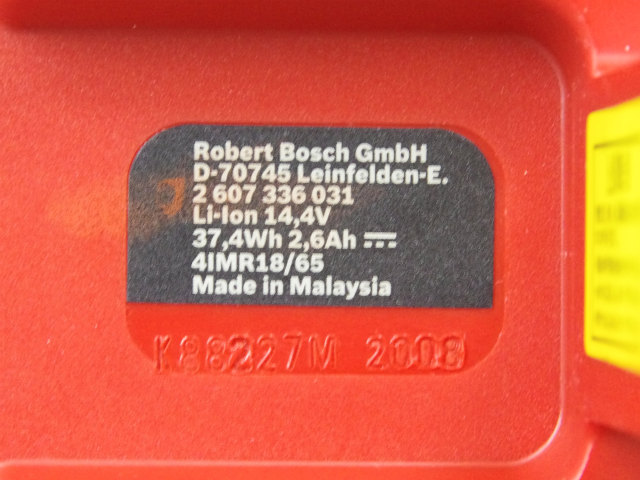 Robert Bosch GmbH
D-70745 Leinfelden-E.
2 607 336 031
Li-Ion 14,4V
37,4Wh 2,6Ah ⎓
4IMR18/65
Made in Malaysia
K88227M 2008